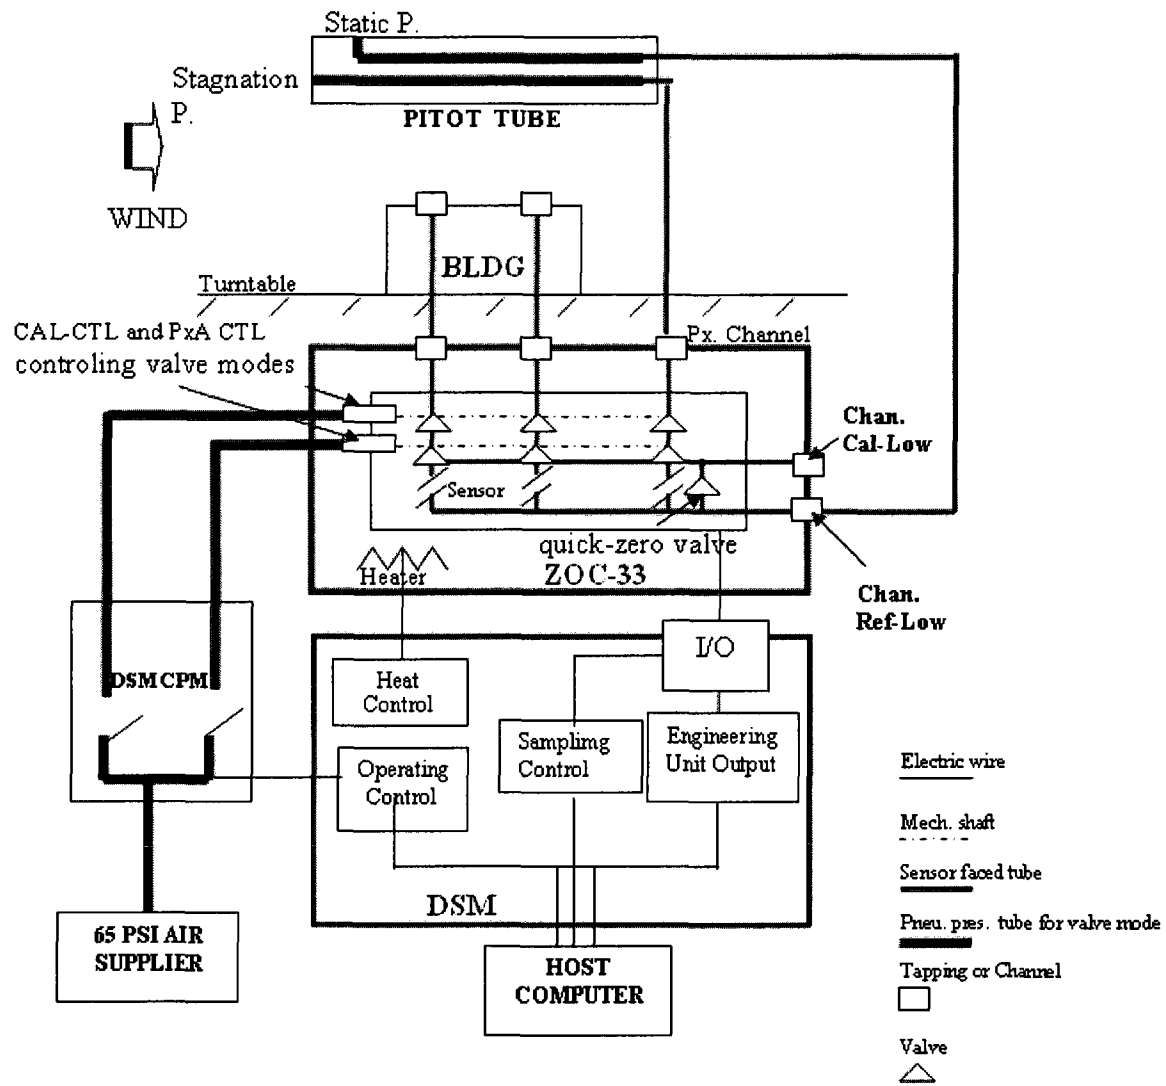 Static P.
Stagnation
P.
PITOT TUBE
WIND
BLDG
Turntable
CAL-CTL and PxA CTL
controling valve modes
Px. Channel
Chan.
Cal-Low
Sensor
quick-zero valve
ZOC-33
Heater
Chan.
Ref-Low
I/O
DSM CPM
Heat
Control
Samplimg
Control
Engineering
Unit Output
Operating
Control
DSM
65 PSI AIR
SUPPLIER
HOST
COMPUTER
Electric wire
Mech. shaft
Sensor faced tube
Pneu. pres. tube for valve mode
Tapping or Channel
Valve